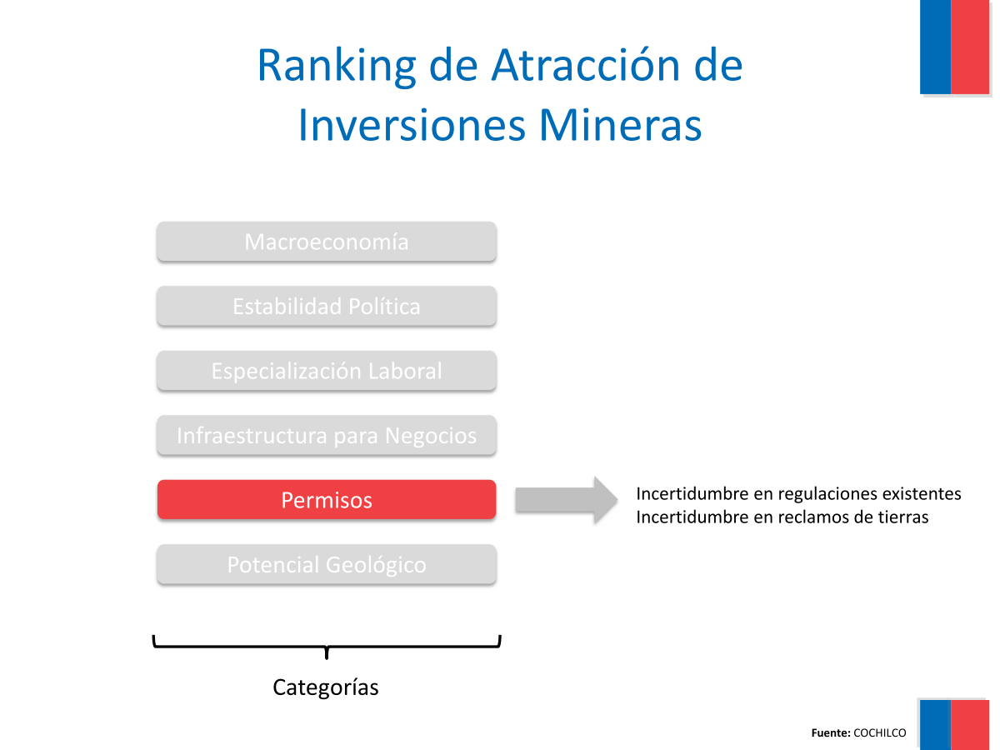 Ranking de Atracción de
Inversiones Mineras
Macroeconomía
Estabilidad Política
Especialización Laboral
Infraestructura para Negocios
Permisos
Incertidumbre en regulaciones existentes
Incertidumbre en reclamos de tierras
Potencial Geológico
Categorías
Fuente: COCHILCO